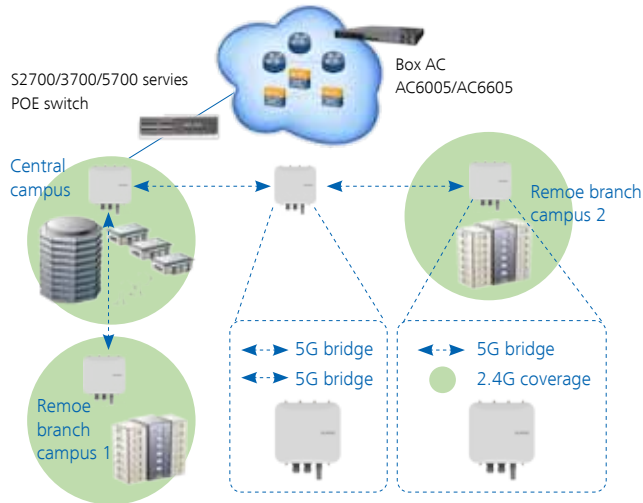 Box AC
AC6005/AC6605
S2700/3700/5700 servies
POE switch
Central
campus
Remoe branch
campus 2
5G bridge
5G bridge
5G bridge
2.4G coverage
Remoe
branch
campus 1